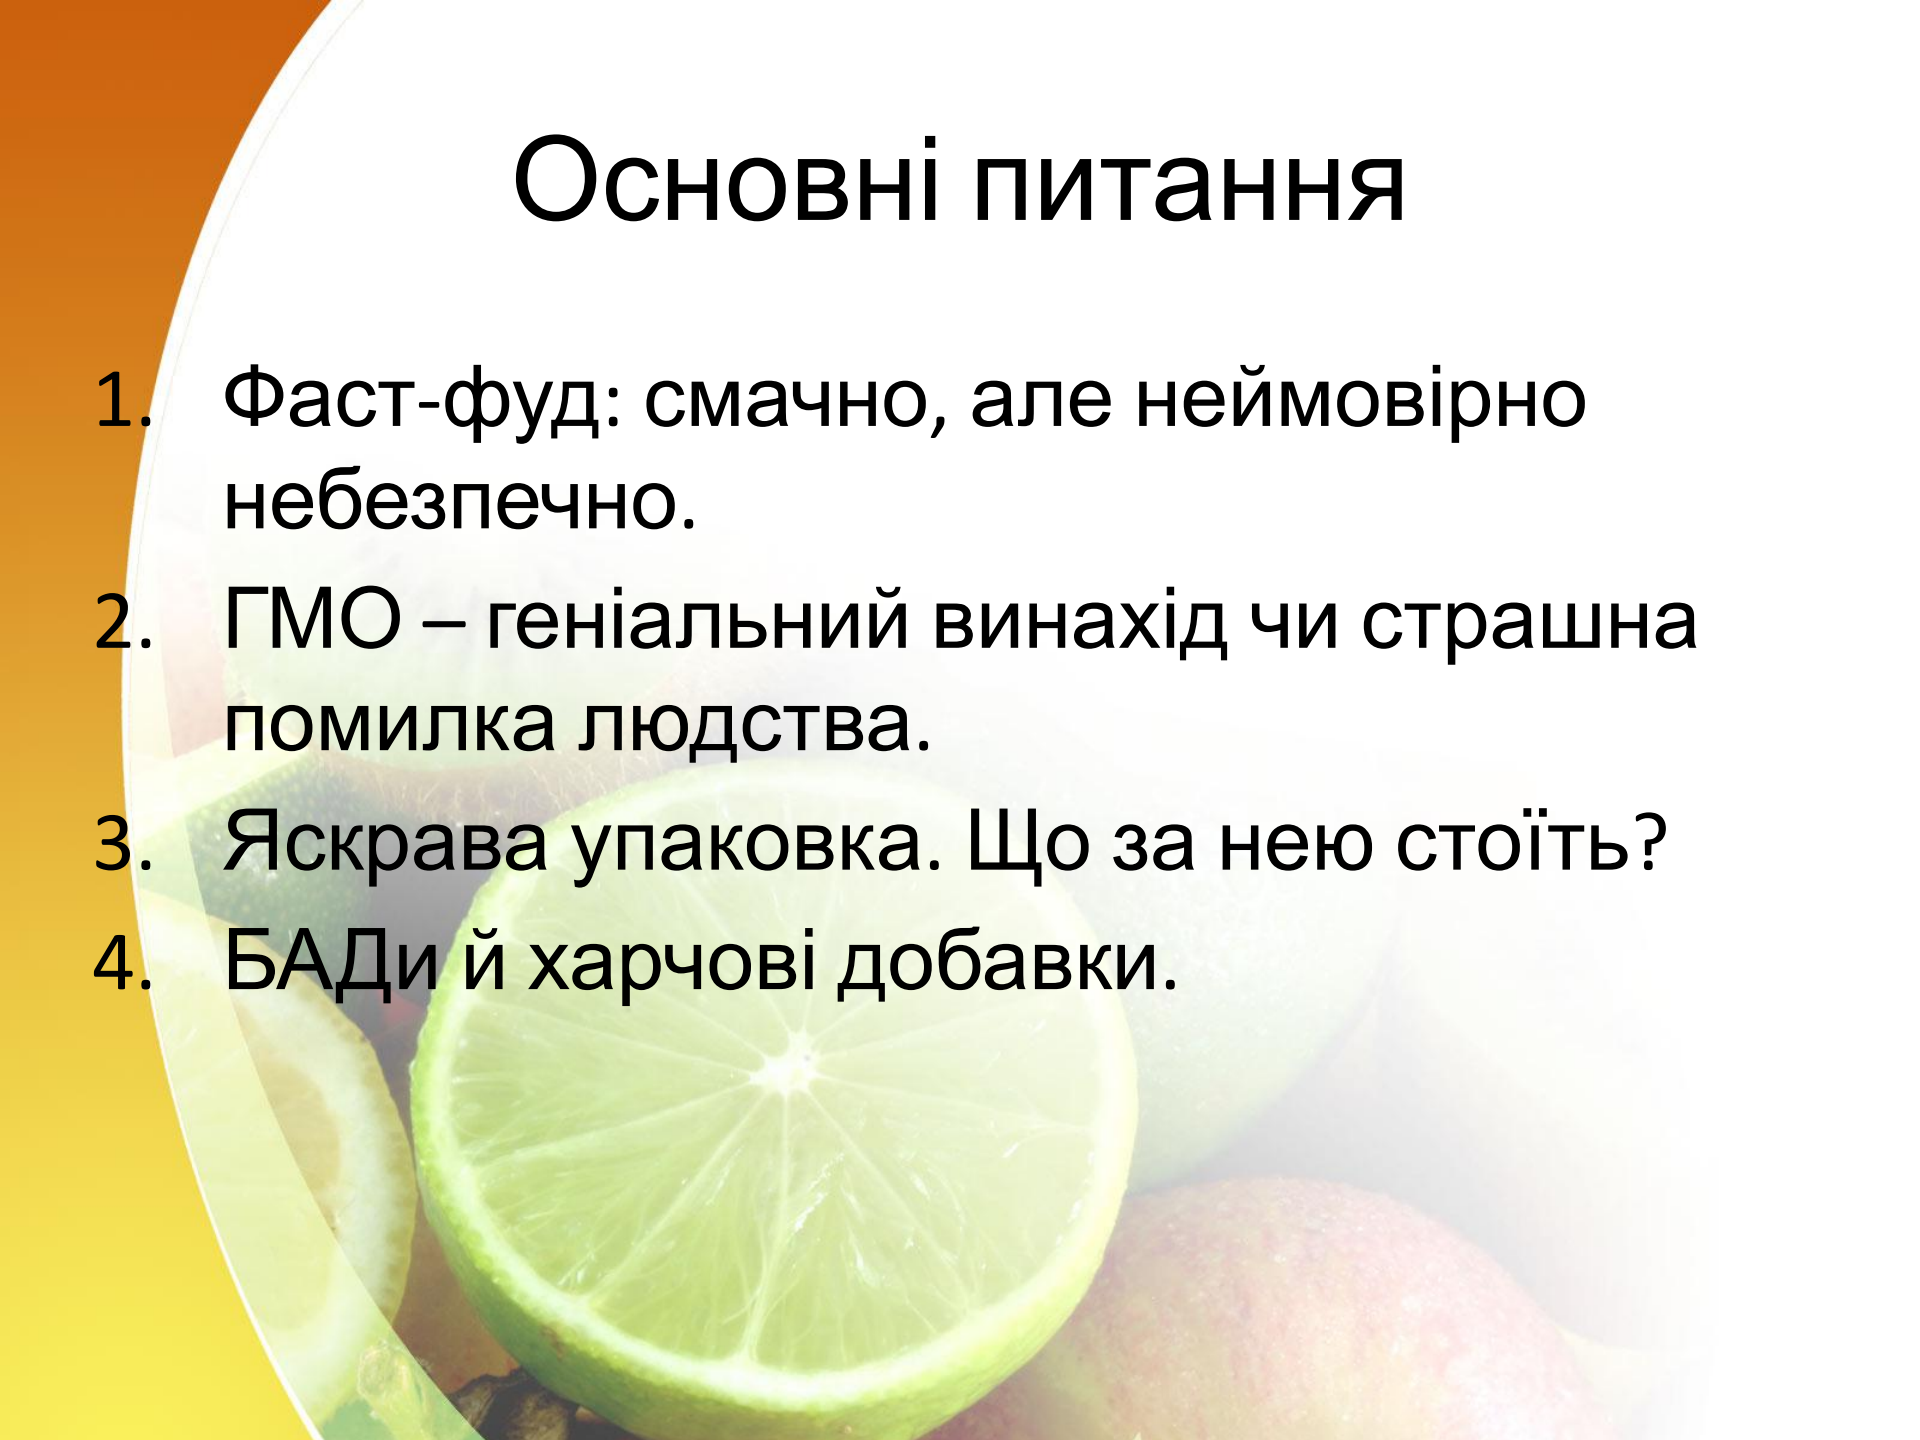 Основні питання
1. Фаст-фуд: смачно, але неймовірно
небезпечно.
2. ГМО – геніальний винахід чи страшна
помилка людства.
3. Яскрава упаковка. Що за нею стоїть?
4. БАДи й харчові добавки.